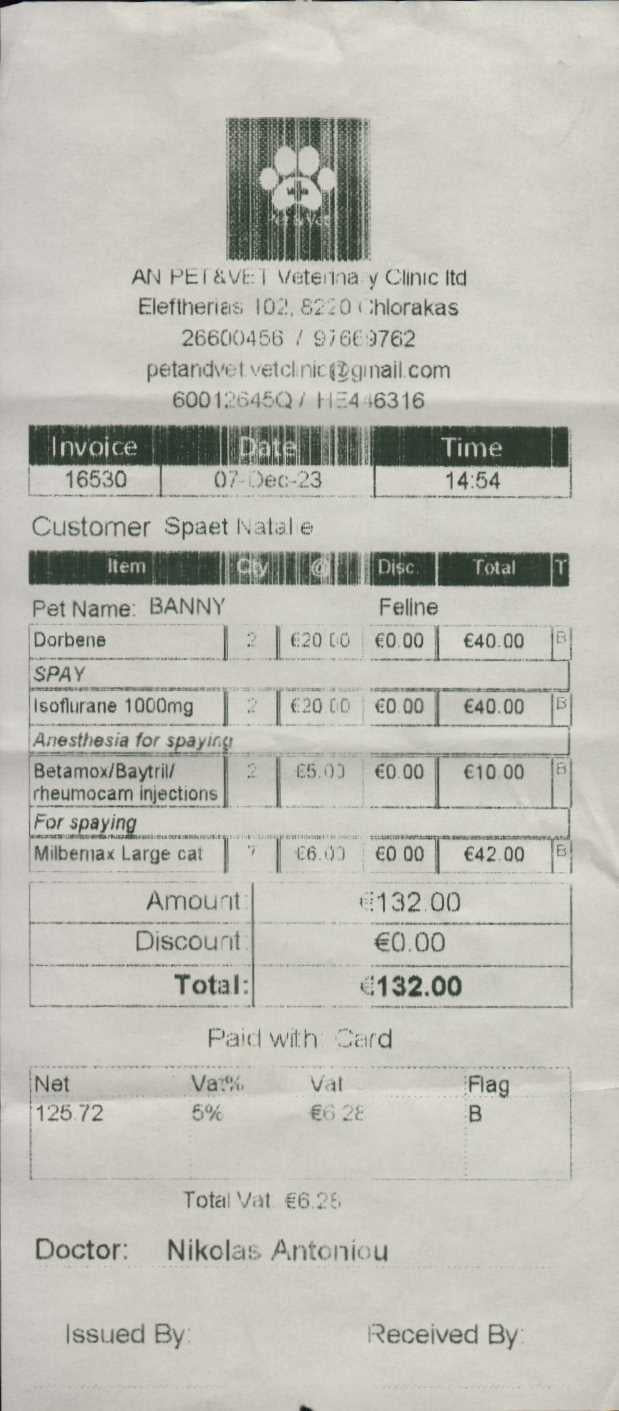 AN PET&VET Veterinary Clinic ltd
Eleftherias 102, 8220 Chlorakas
26600456 / 97669762
petandvet.vetclinic@gmail.com
60012645Q / HE446316
Invoice Date Time
16530 07-Dec-23 14:54
Customer Spaet Natalie
Item Qty @ Disc. Total T
Pet Name: BANNY Feline
Dorbene 2 €20.00 €0.00 €40.00 B
SPAY
Isoflurane 1000mg 2 €20.00 €0.00 €40.00 B
Anesthesia for spaying
Betamox/Baytril/ 2 €5.00 €0.00 €10.00 B
rheumocam injections
For spaying
Milbemax Large cat 7 €6.00 €0.00 €42.00 B
Amount: €132.00
Discount: €0.00
Total: €132.00
Paid with: Card
Net Vat% Vat Flag
125.72 5% €6.28 B
Total Vat: €6.28
Doctor: Nikolas Antoniou
Issued By: Received By: